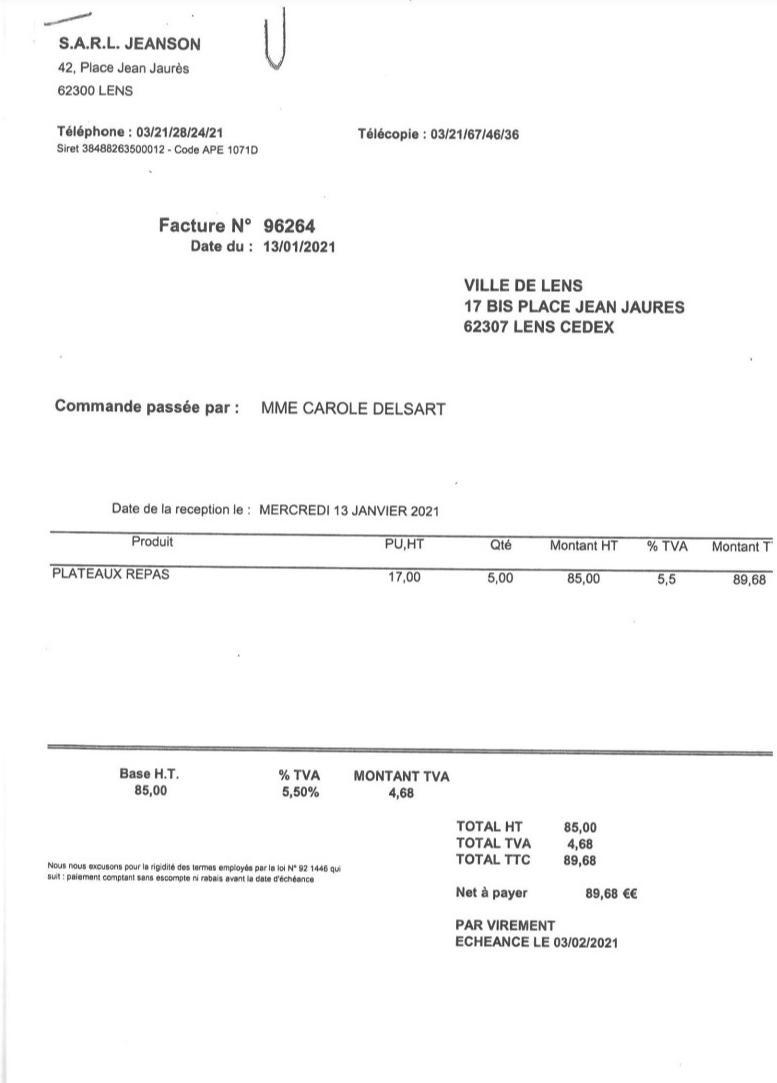 S.A.R.L. JEANSON
42, Place Jean Jaurès
62300 LENS
Téléphone : 03/21/28/24/21
Télécopie : 03/21/67/46/36
Siret 38488263500012 - Code APE 1071D
Facture N° 96264
Date du : 13/01/2021
VILLE DE LENS
17 BIS PLACE JEAN JAURES
62307 LENS CEDEX
Commande passée par : MME CAROLE DELSART
Date de la reception le : MERCREDI 13 JANVIER 2021
Produit PU,HT Qté Montant HT % TVA Montant T
PLATEAUX REPAS 17,00 5,00 85,00 5,5 89,68
Base H.T. % TVA MONTANT TVA
85,00 5,50% 4,68
TOTAL HT 85,00
TOTAL TVA 4,68
TOTAL TTC 89,68
Nous nous excusons pour la rigidité des termes employés par la loi N° 92 1446 qui
suit : paiement comptant sans escompte ni rabais avant la date d'échéance
Net à payer 89,68 €€
PAR VIREMENT
ECHEANCE LE 03/02/2021